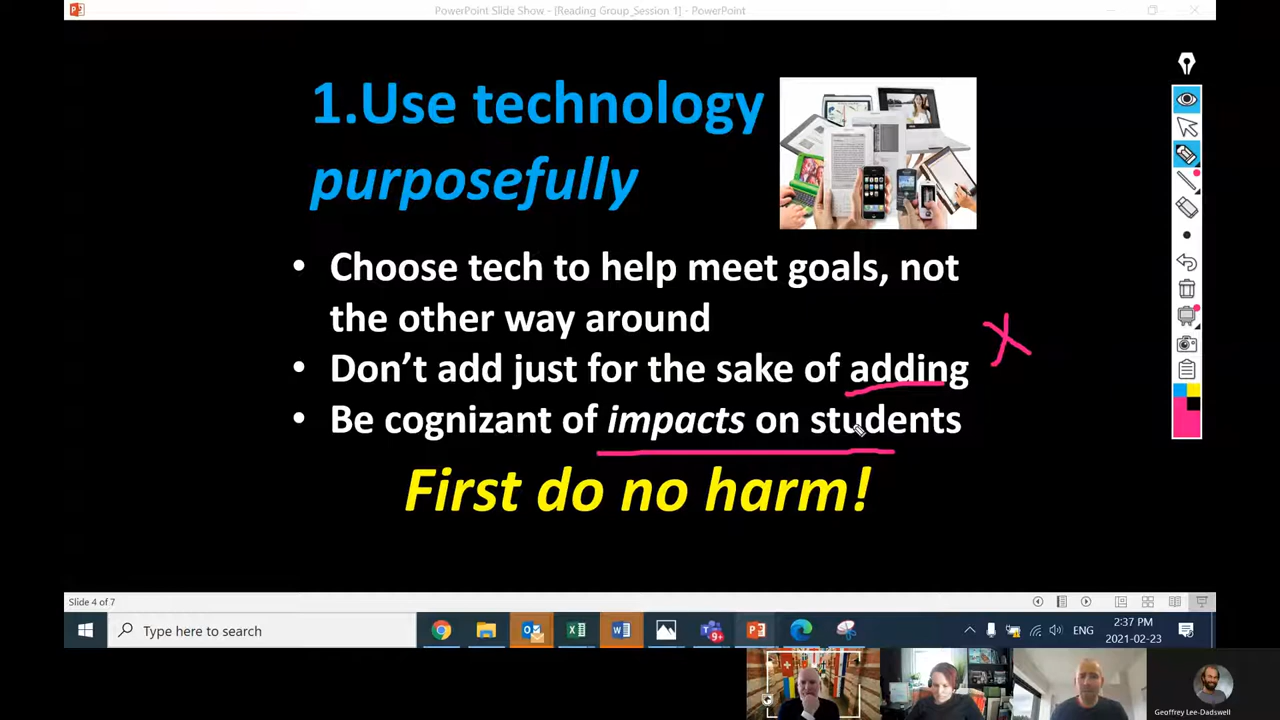 PowerPoint Slide Show - [Reading Group_Session 1] - PowerPoint
1.Use technology
purposefully
• Choose tech to help meet goals, not
the other way around
• Don’t add just for the sake of adding
X
• Be cognizant of impacts on students
First do no harm!
Slide 4 of 7
Type here to search
9+
ENG
2:37 PM
2021-02-23
Geoffrey Lee-Dadswell